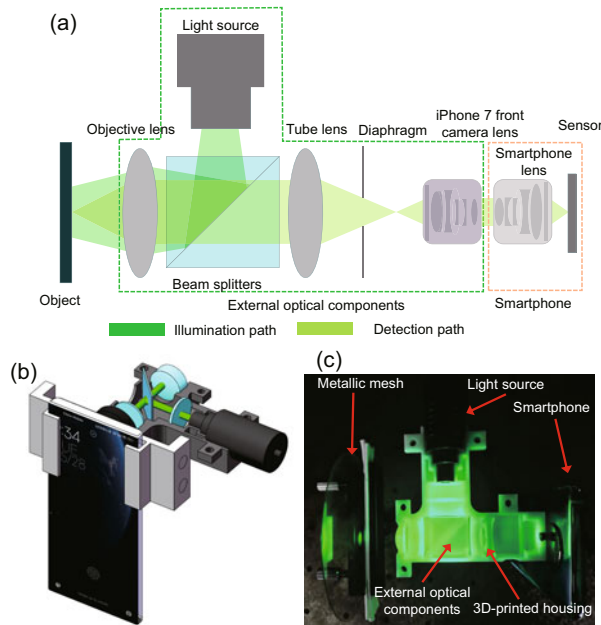 (a)
Light source
Objective lens
Tube lens
Diaphragm
iPhone 7 front
camera lens
Sensor
Smartphone
lens
Beam splitters
Object
External optical components
Smartphone
Illumination path
Detection path
(b)
(c)
Metallic mesh
Light source
Smartphone
External optical
components
3D-printed housing